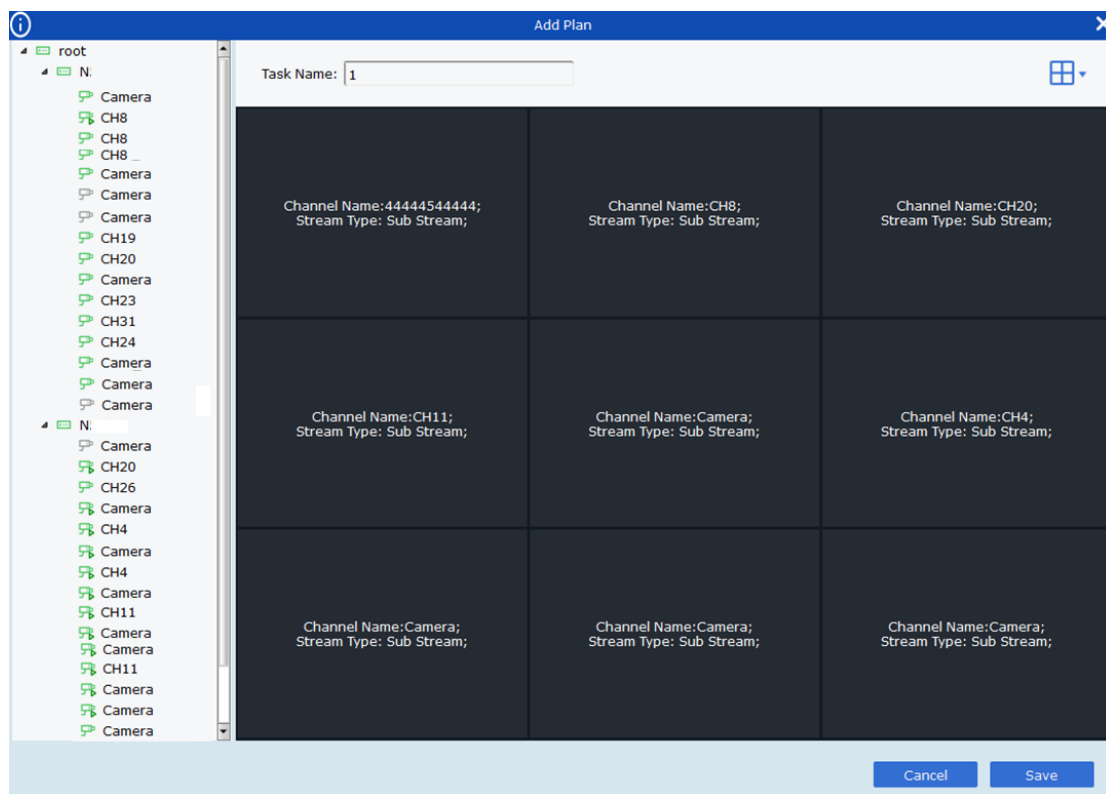 Add Plan
root
N
Camera
CH8
CH8
CH8 _
Camera
Camera
Camera
CH19
CH20
Camera
CH23
CH31
CH24
Camera
Camera
Camera
N
Camera
CH20
CH26
Camera
CH4
Camera
CH4
Camera
CH11
Camera
Camera
CH11
Camera
Camera
Camera
Task Name: 1
Channel Name:44444544444;
Stream Type: Sub Stream;
Channel Name:CH8;
Stream Type: Sub Stream;
Channel Name:CH20;
Stream Type: Sub Stream;
Channel Name:CH11;
Stream Type: Sub Stream;
Channel Name:Camera;
Stream Type: Sub Stream;
Channel Name:CH4;
Stream Type: Sub Stream;
Channel Name:Camera;
Stream Type: Sub Stream;
Channel Name:Camera;
Stream Type: Sub Stream;
Channel Name:Camera;
Stream Type: Sub Stream;
Cancel
Save